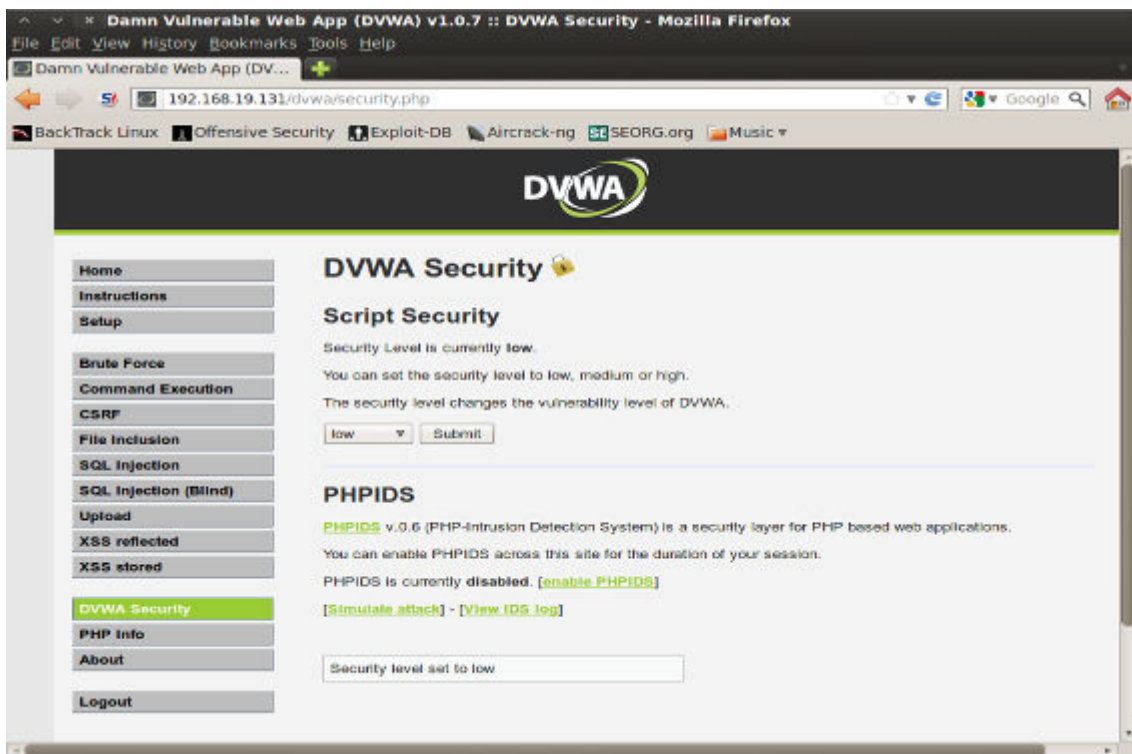 Damn Vulnerable Web App (DVWA) v1.0.7 :: DVWA Security - Mozilla Firefox
File Edit View History Bookmarks Tools Help
Damn Vulnerable Web App (DV...
192.168.19.131/dvwa/security.php
Google
BackTrack Linux Offensive Security Exploit-DB Aircrack-ng SE SEORG.org Music
DVWA
Home
Instructions
Setup
Brute Force
Command Execution
CSRF
File Inclusion
SQL Injection
SQL Injection (Blind)
Upload
XSS reflected
XSS stored
DVWA Security
PHP Info
About
Logout
DVWA Security
Script Security
Security Level is currently low.
You can set the security level to low, medium or high.
The security level changes the vulnerability level of DVWA.
low Submit
PHPIDS
PHPIDS v.0.6 (PHP-Intrusion Detection System) is a security layer for PHP based web applications.
You can enable PHPIDS across this site for the duration of your session.
PHPIDS is currently disabled. [enable PHPIDS]
[Simulate attack] - [View IDS log]
Security level set to low